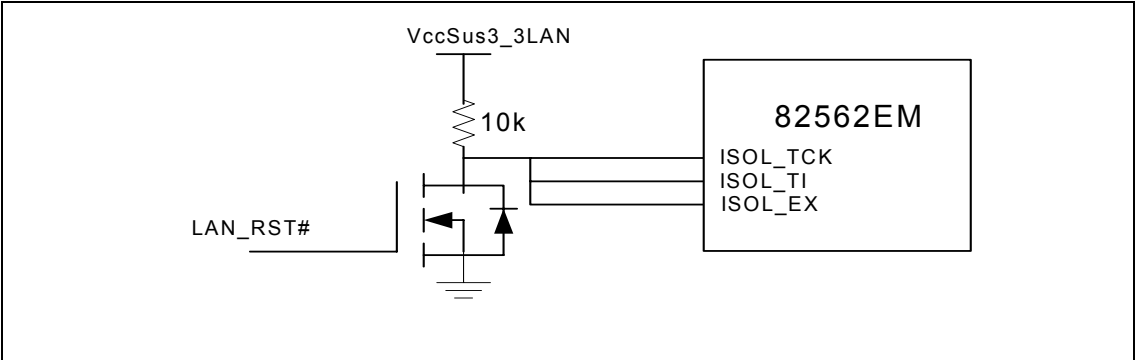 VccSus3_3LAN
10k
82562EM
ISOL_TCK
ISOL_TI
ISOL_EX
LAN_RST#